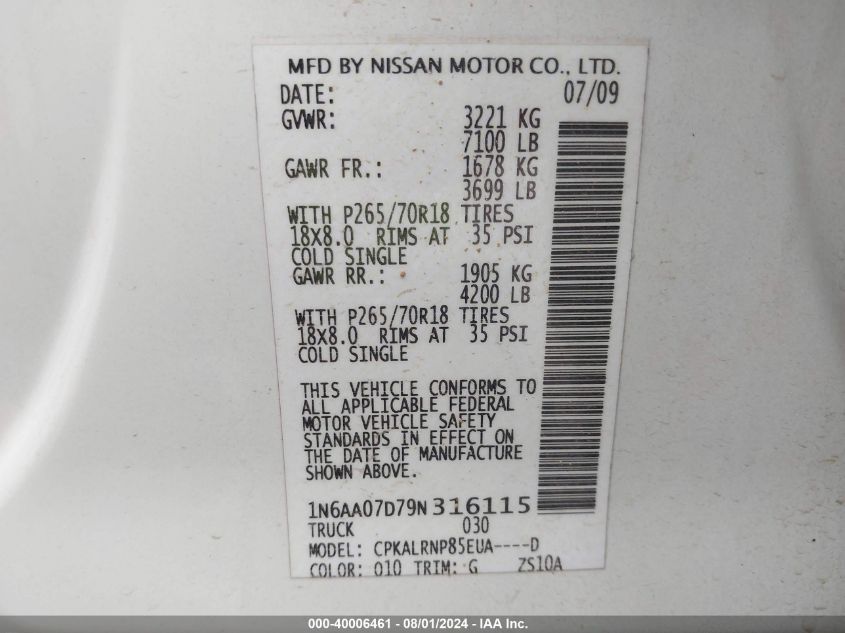 MFD BY NISSAN MOTOR CO., LTD.
DATE: 07/09
GVWR: 3221 KG
7100 LB
GAWR FR.: 1678 KG
3699 LB
WITH P265/70R18 TIRES
18X8.0 RIMS AT 35 PSI
COLD SINGLE
GAWR RR.: 1905 KG
4200 LB
WITH P265/70R18 TIRES
18X8.0 RIMS AT 35 PSI
COLD SINGLE
THIS VEHICLE CONFORMS TO
ALL APPLICABLE FEDERAL
MOTOR VEHICLE SAFETY
STANDARDS IN EFFECT ON
THE DATE OF MANUFACTURE
SHOWN ABOVE.
1N6AA07D79N316115
TRUCK 030
MODEL: CPKALRNP85EUA----D
COLOR: 010 TRIM: G ZS10A
000-40006461 - 08/01/2024 - IAA Inc.